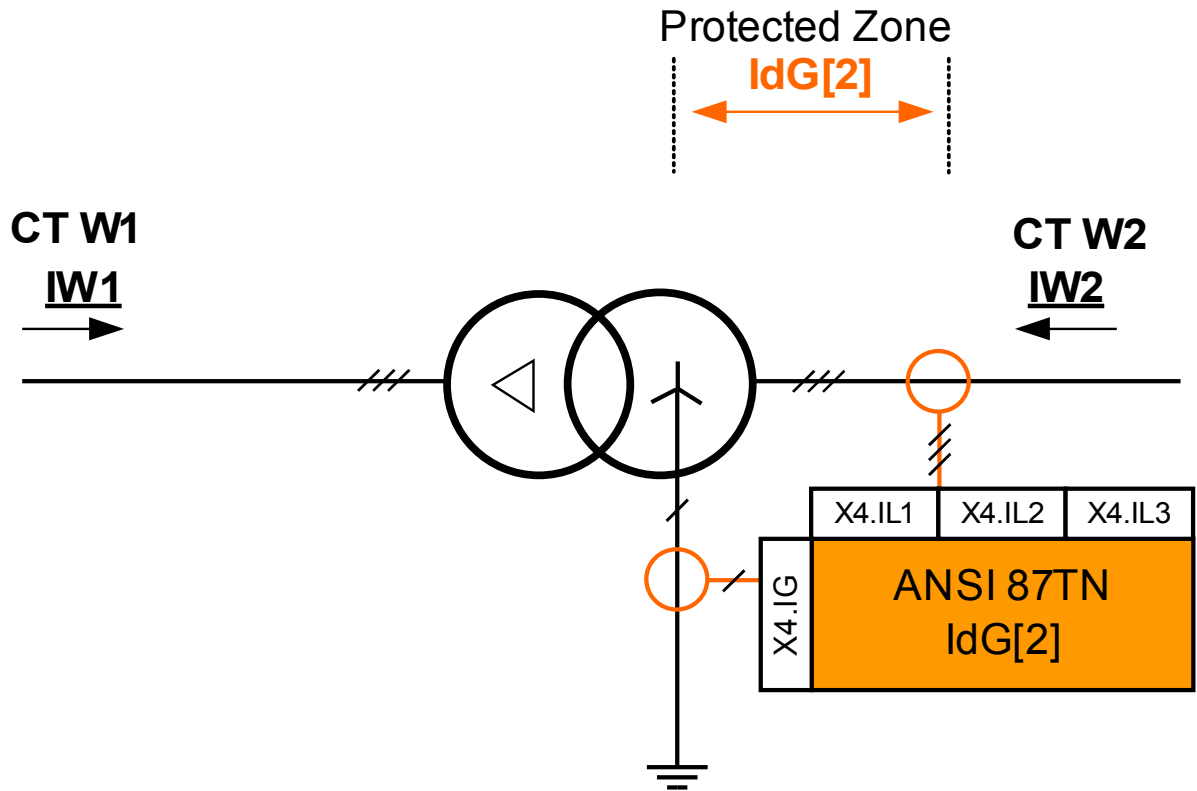 Protected Zone
IdG[2]
CT W1
IW1
CT W2
IW2
X4.IL1
X4.IL2
X4.IL3
X4.IG
ANSI 87TN
IdG[2]